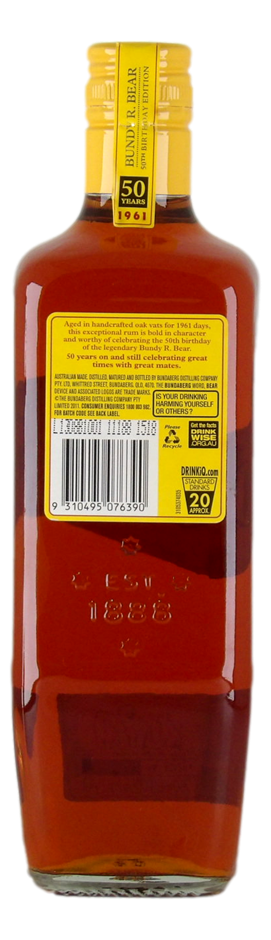 BUNDY R. BEAR
50TH BIRTHDAY EDITION
50
YEARS
1961
Aged in handcrafted oak vats for 1961 days,
this exceptional rum is bold in character
and worthy of celebrating the 50th birthday
of the legendary Bundy R. Bear.
50 years on and still celebrating great
times with great mates.
AUSTRALIAN MADE. DISTILLED, MATURED AND BOTTLED BY BUNDABERG DISTILLING COMPANY
PTY. LTD. WHITTRED STREET, BUNDABERG, QLD. 4670. THE BUNDABERG WORD, BEAR
DEVICE AND ASSOCIATED LOGOS ARE TRADE MARKS.
©THE BUNDABERG DISTILLING COMPANY PTY
LIMITED 2011. CONSUMER ENQUIRIES 1800 80
FOR BATCH CODE SEE BACK LABEL.
IS YOUR DRINKING
HARMING YOURSELF
OR OTHERS?
11188 1518
Please
Recycle
Get the facts
DRINK
WISE
.ORG.AU
DRiNKiQ.com
STANDARD
DRINKS
20
APPROX.
9 310495 076390
EST
1888